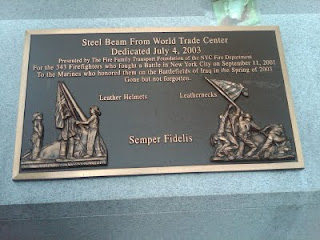 Steel Beam From World Trade Center
Dedicated July 4, 2003
Presented by The Fire Family Transport Foundation of the NYC Fire Department
For the 343 Firefighters who fought a Battle in New York City on September 11, 2001
To the Marines who honored them on the Battlefields of Iraq in the Spring of 2003
Gone but not forgotten.
Leather Helmets
Leathernecks
Semper Fidelis